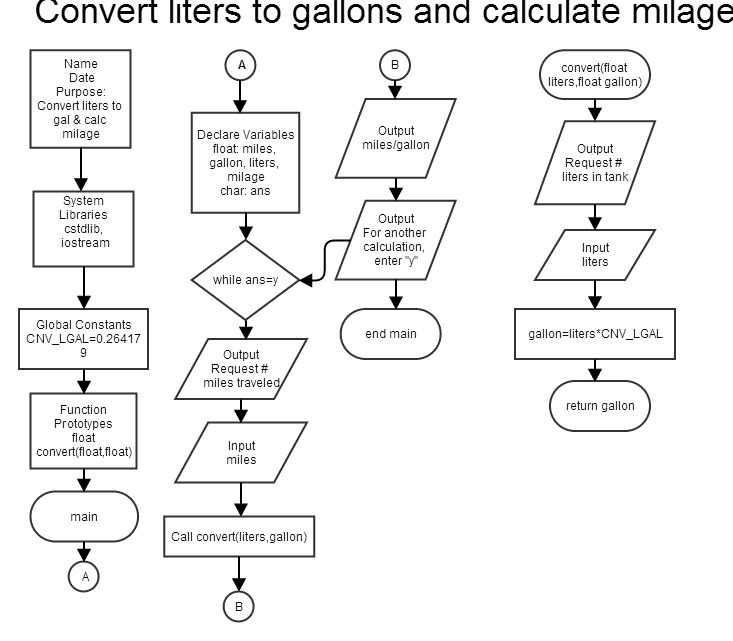 Convert liters to gallons and calculate milage
Name
Date
Purpose:
Convert liters to
gal & calc
milage
System
Libraries
cstdlib,
iostream
Global Constants
CNV_LGAL=0.26417
9
Function
Prototypes
float
convert(float,float)
main
A
A
Declare Variables
float: miles,
gallon, liters,
milage
char: ans
while ans=y
Output
Request #
miles traveled
Input
miles
Call convert(liters,gallon)
B
B
Output
miles/gallon
Output
For another
calculation,
enter "y"
end main
convert(float
liters,float gallon)
Output
Request #
liters in tank
Input
liters
gallon=liters*CNV_LGAL
return gallon